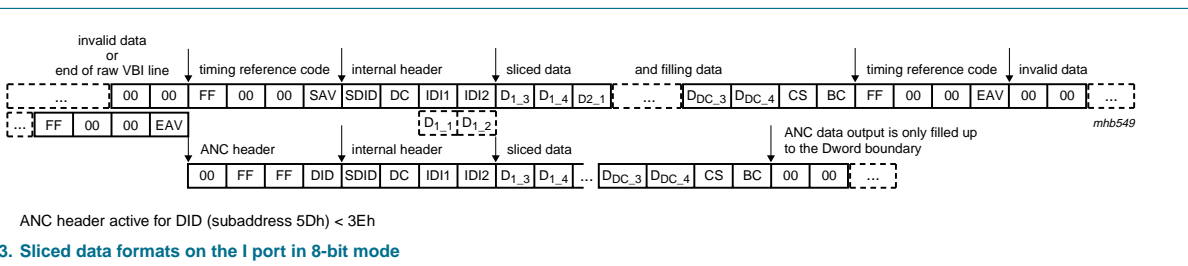 invalid data
or
end of raw VBI line
timing reference code
internal header
sliced data
and filling data
timing reference code
invalid data
... 00 00 FF 00 00 SAV SDID DC IDI1 IDI2 D1_3 D1_4 D2_1 ... DDC_3 DDC_4 CS BC FF 00 00 EAV 00 00 ...
... FF 00 00 EAV
D1_1 D1_2
mhb549
ANC header
internal header
sliced data
ANC data output is only filled up
to the Dword boundary
00 FF FF DID SDID DC IDI1 IDI2 D1_3 D1_4 ... DDC_3 DDC_4 CS BC 00 00 ...
ANC header active for DID (subaddress 5Dh) < 3Eh
3. Sliced data formats on the I port in 8-bit mode